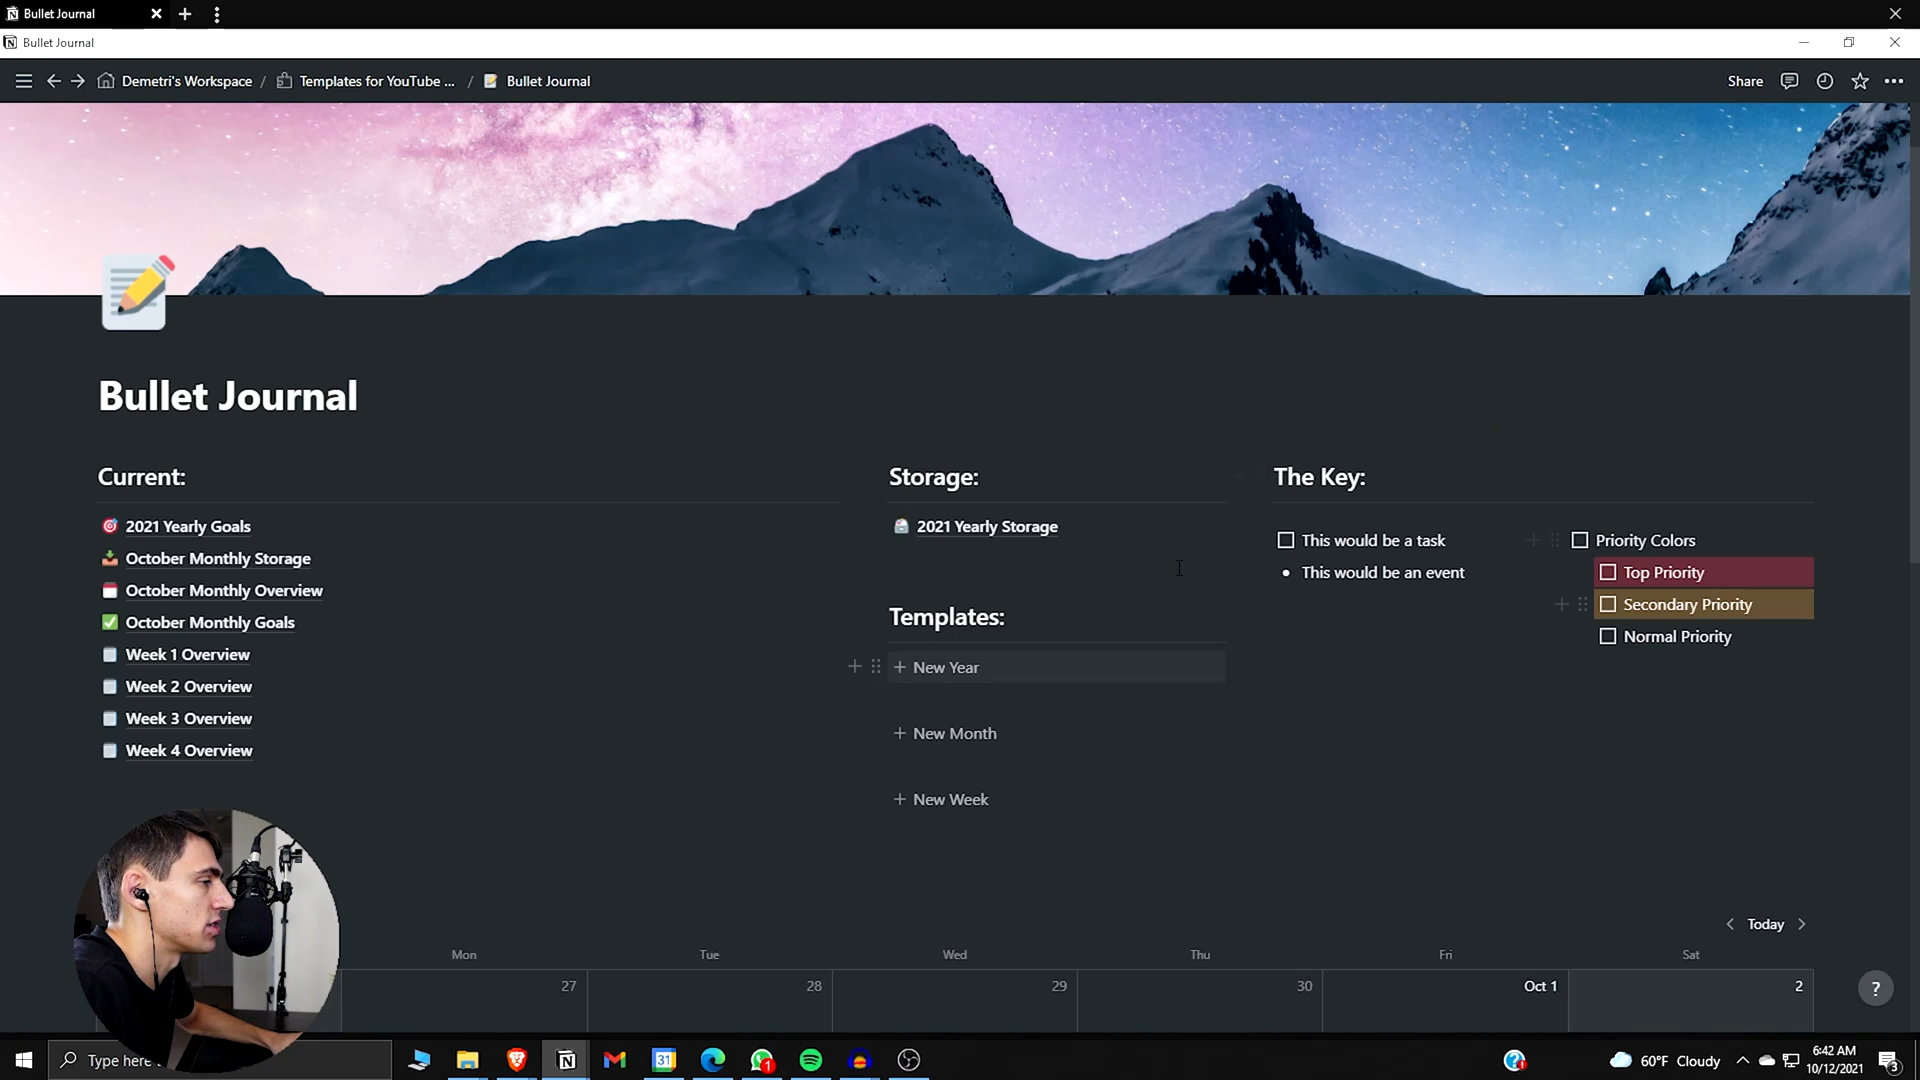 Bullet Journal
Bullet Journal
Demetri's Workspace / Templates for YouTube ... / Bullet Journal
Share
Bullet Journal
Current:
2021 Yearly Goals
October Monthly Storage
October Monthly Overview
October Monthly Goals
Week 1 Overview
Week 2 Overview
Week 3 Overview
Week 4 Overview
Storage:
2021 Yearly Storage
Templates:
+ New Year
+ New Month
+ New Week
The Key:
This would be a task
• This would be an event
Priority Colors
Top Priority
Secondary Priority
Normal Priority
Today
Mon Tue Wed Thu Fri Sat
27 28 29 30 Oct 1 2
?
Type here
31
1
60°F Cloudy
6:42 AM
10/12/2021
3